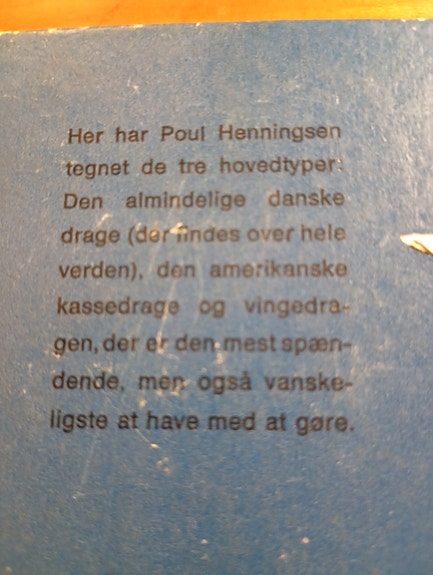 Her har Poul Henningsen
tegnet de tre hovedtyper:
Den almindelige danske
drage (der findes over hele
verden), den amerikanske
kassedrage og vingedra-
gen, der er den mest spæn-
dende, men også vanske-
ligste at have med at gøre.